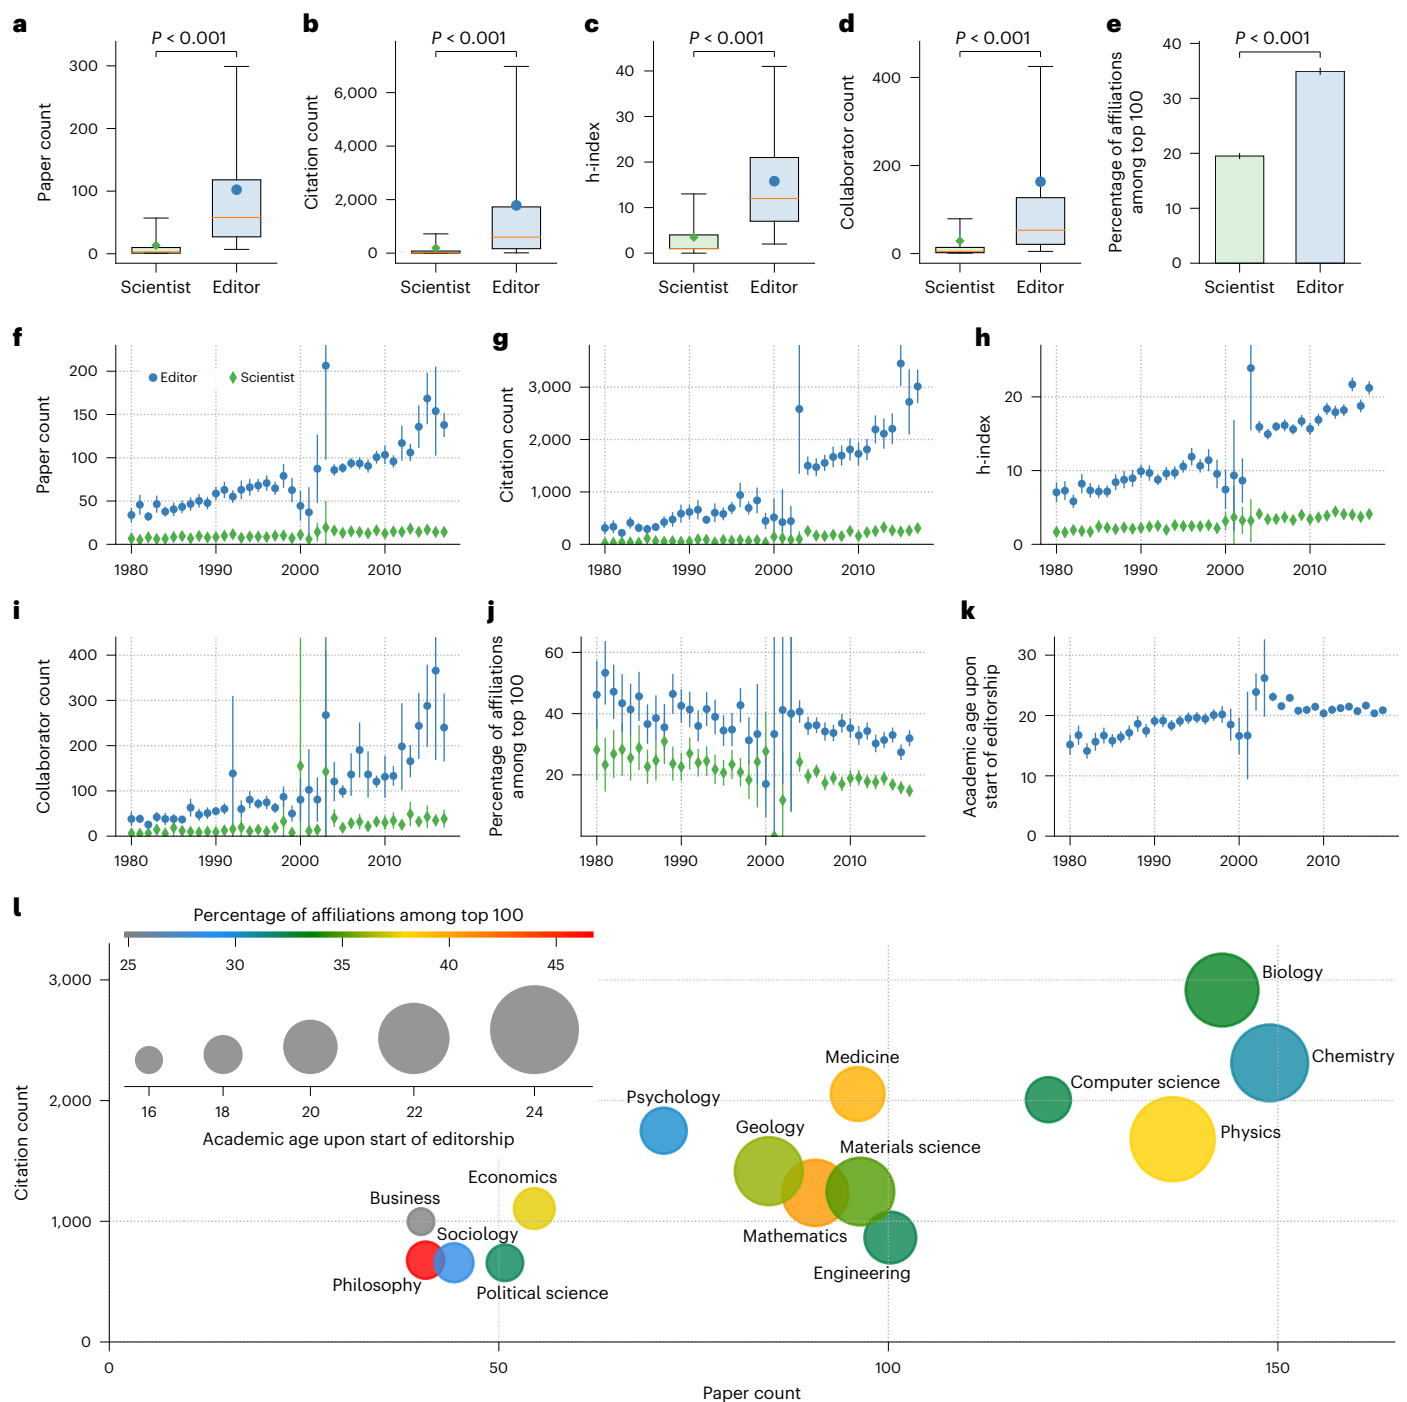 a
P < 0.001
Paper count
300
200
100
0
Scientist
Editor
b
P < 0.001
Citation count
6,000
4,000
2,000
0
Scientist
Editor
c
P < 0.001
h-index
40
30
20
10
0
Scientist
Editor
d
P < 0.001
Collaborator count
400
200
0
Scientist
Editor
e
P < 0.001
Percentage of affiliations
among top 100
40
30
20
10
0
Scientist
Editor
f
Paper count
200
150
100
50
0
Editor
Scientist
1980
1990
2000
2010
g
Citation count
3,000
2,000
1,000
0
1980
1990
2000
2010
h
h-index
20
10
0
1980
1990
2000
2010
i
Collaborator count
400
300
200
100
0
1980
1990
2000
2010
j
Percentage of affiliations
among top 100
60
40
20
1980
1990
2000
2010
k
Academic age upon
start of editorship
30
20
10
0
1980
1990
2000
2010
l
Percentage of affiliations among top 100
25
30
35
40
45
16
18
20
22
24
Academic age upon start of editorship
Citation count
3,000
2,000
1,000
0
Biology
Chemistry
Medicine
Computer science
Psychology
Physics
Geology
Materials science
Economics
Business
Sociology
Mathematics
Engineering
Philosophy
Political science
0
50
100
150
Paper count